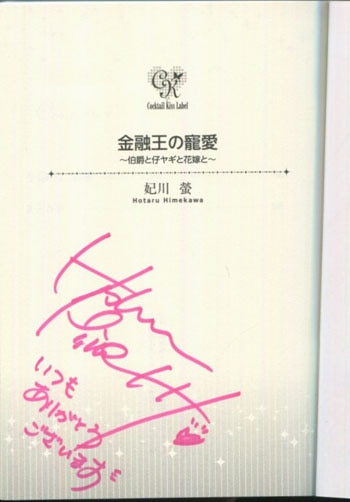 CK
Cocktail Kiss Label
金融王の寵愛
~伯爵と仔ヤギと花嫁と~
妃川 螢
Hotaru Himekawa
いつも
ありがとう
ございます